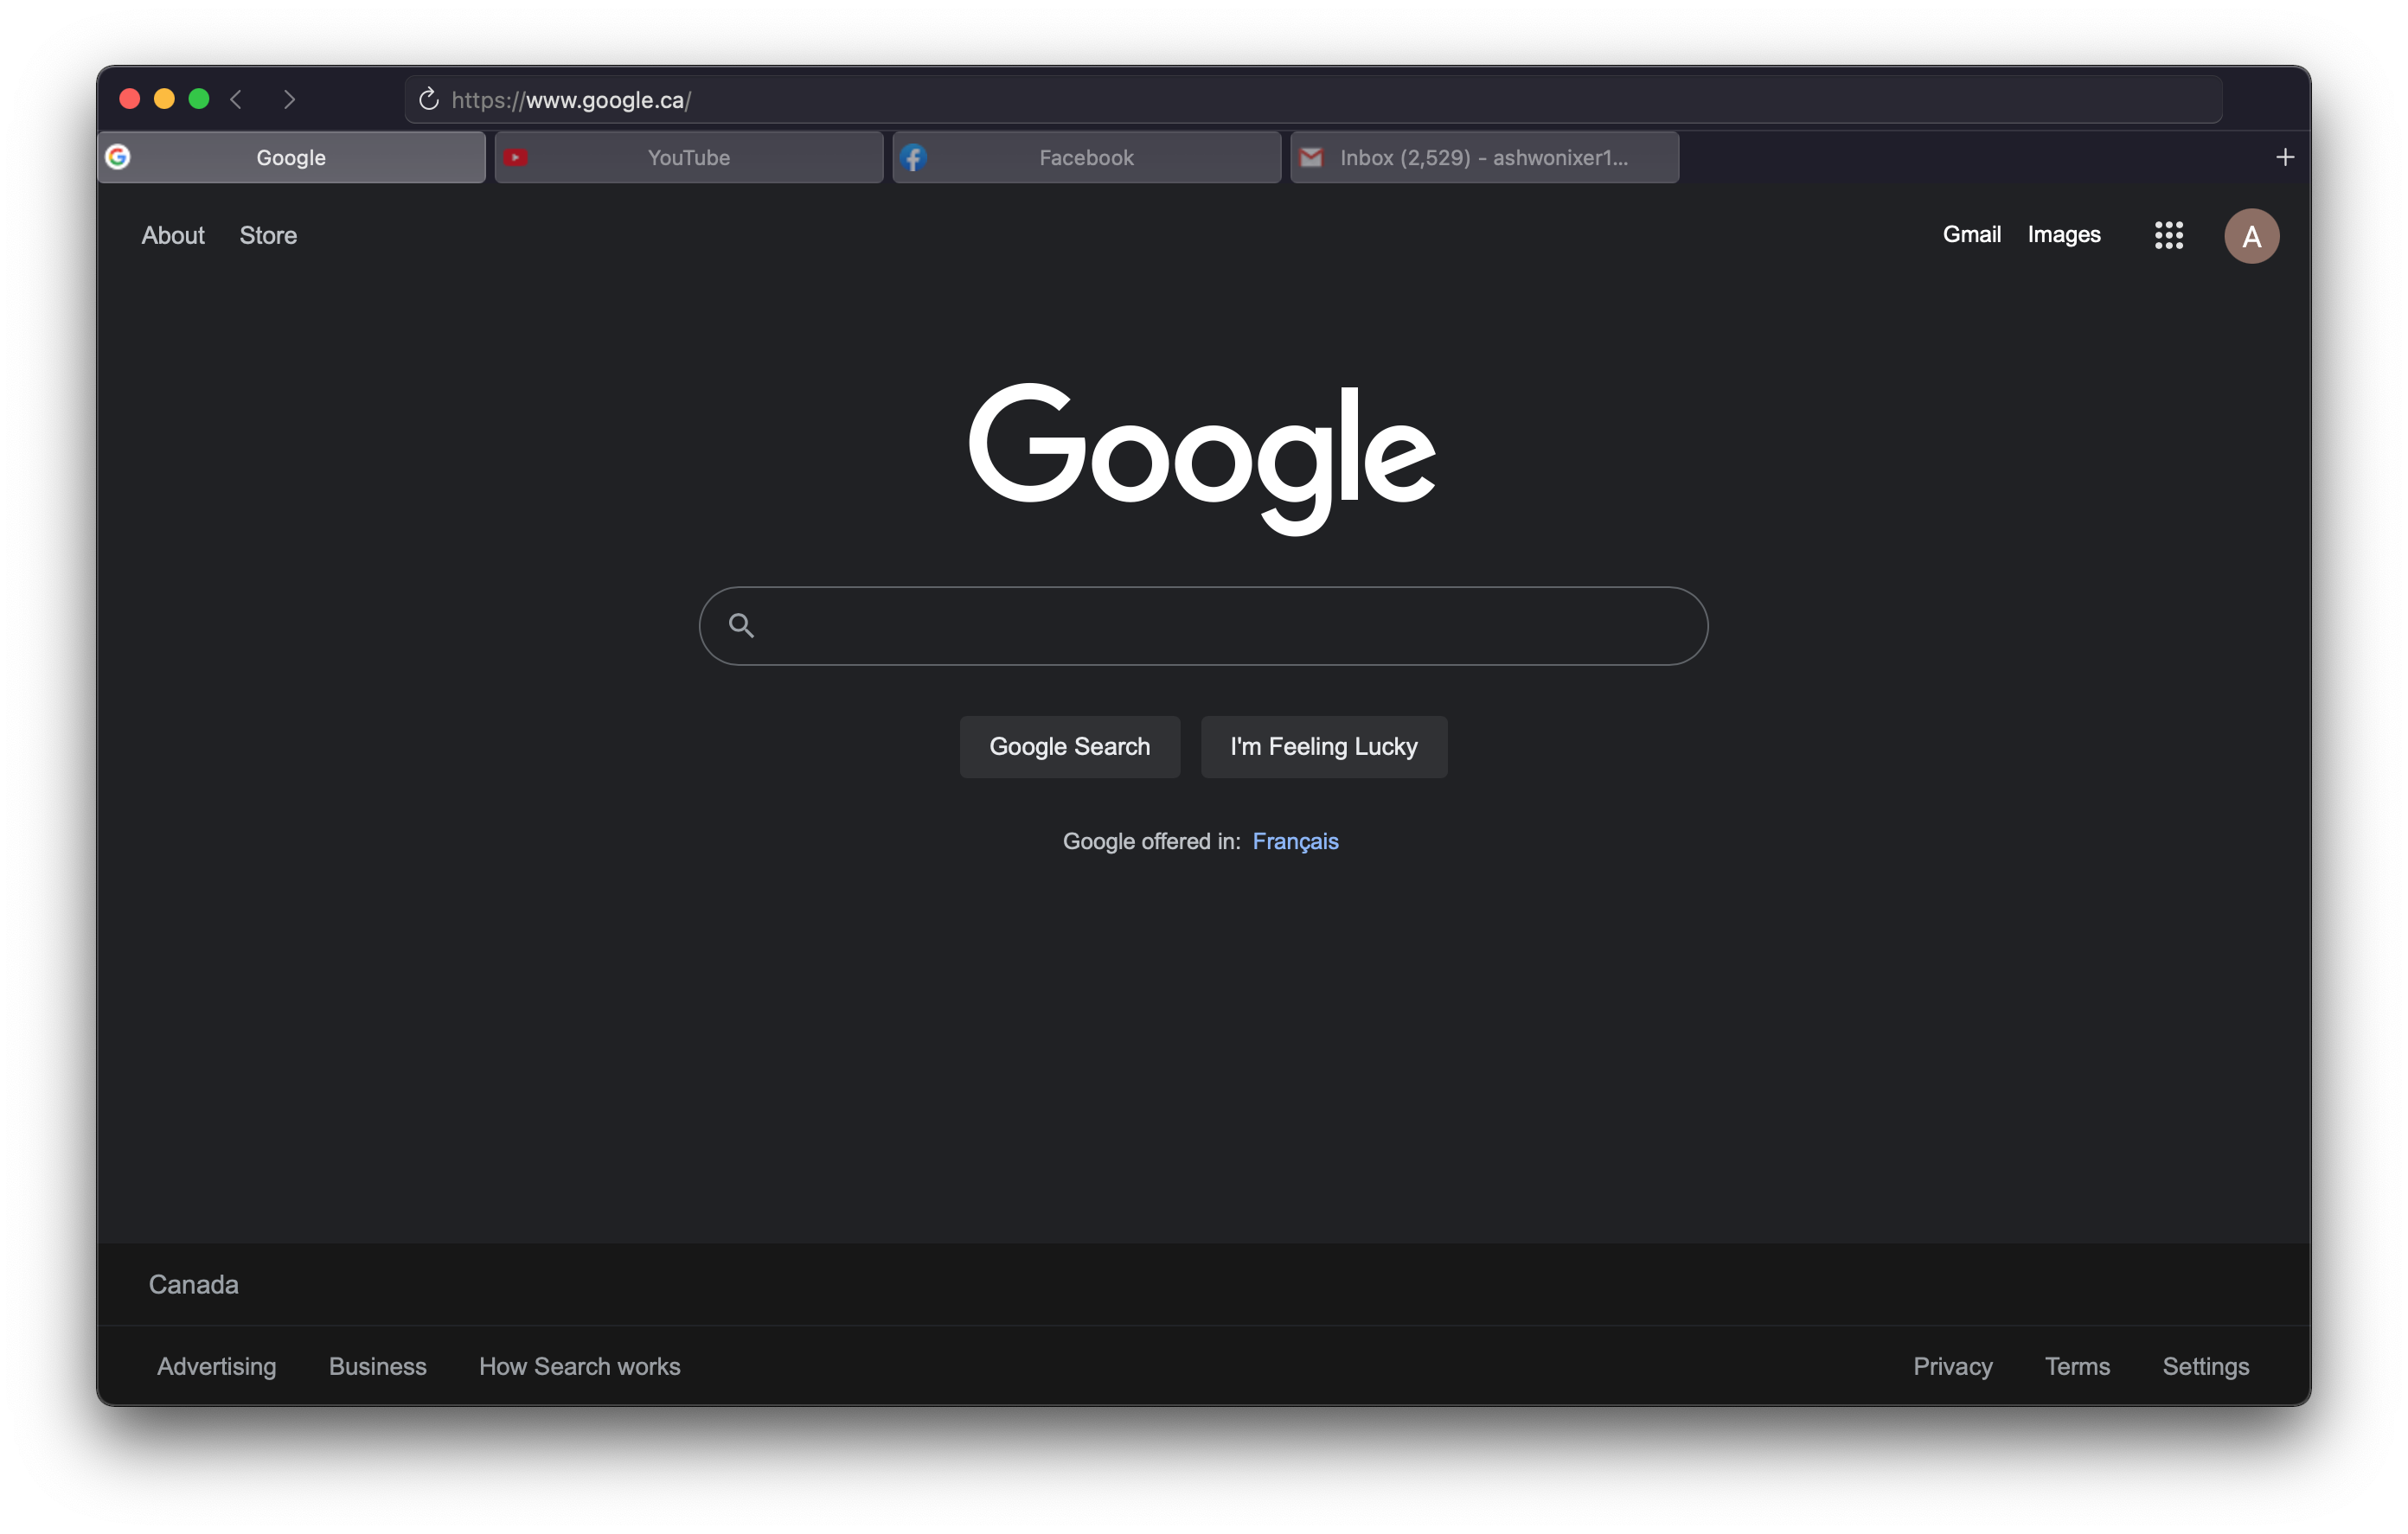 https://www.google.ca/
Google YouTube Facebook Inbox (2,529) - ashwonixer1...
About Store Gmail Images A
Google
Google Search I'm Feeling Lucky
Google offered in: Français
Canada
Advertising Business How Search works Privacy Terms Settings